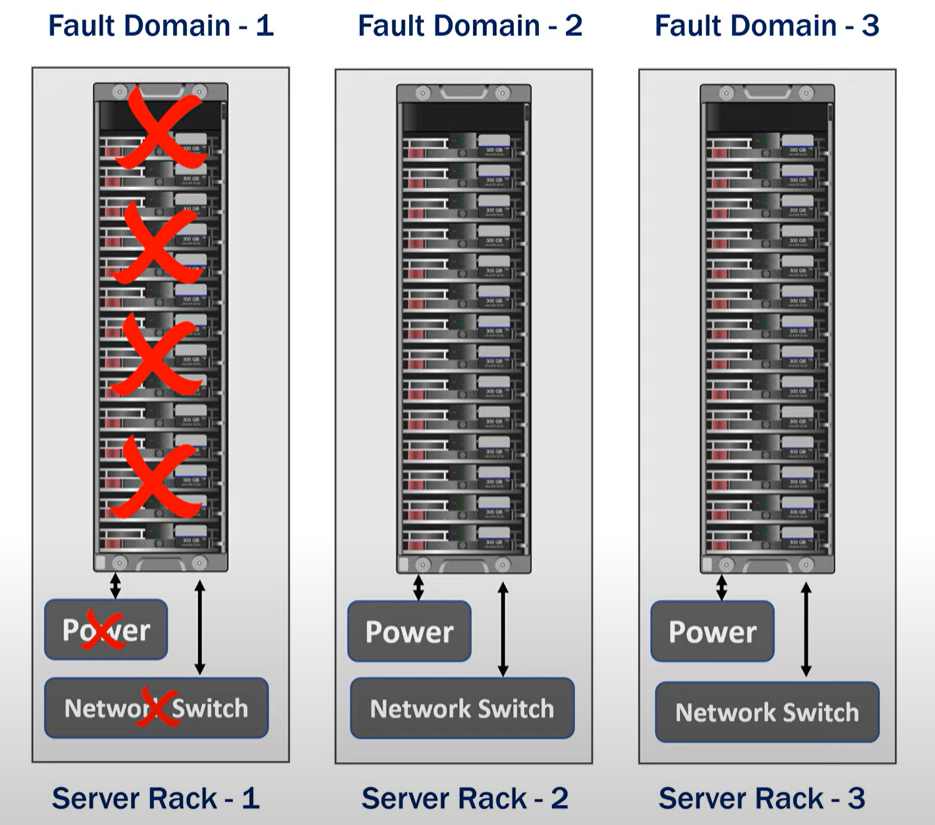 Fault Domain - 1
Fault Domain - 2
Fault Domain - 3
Power
Power
Power
Network Switch
Network Switch
Network Switch
Server Rack - 1
Server Rack - 2
Server Rack - 3